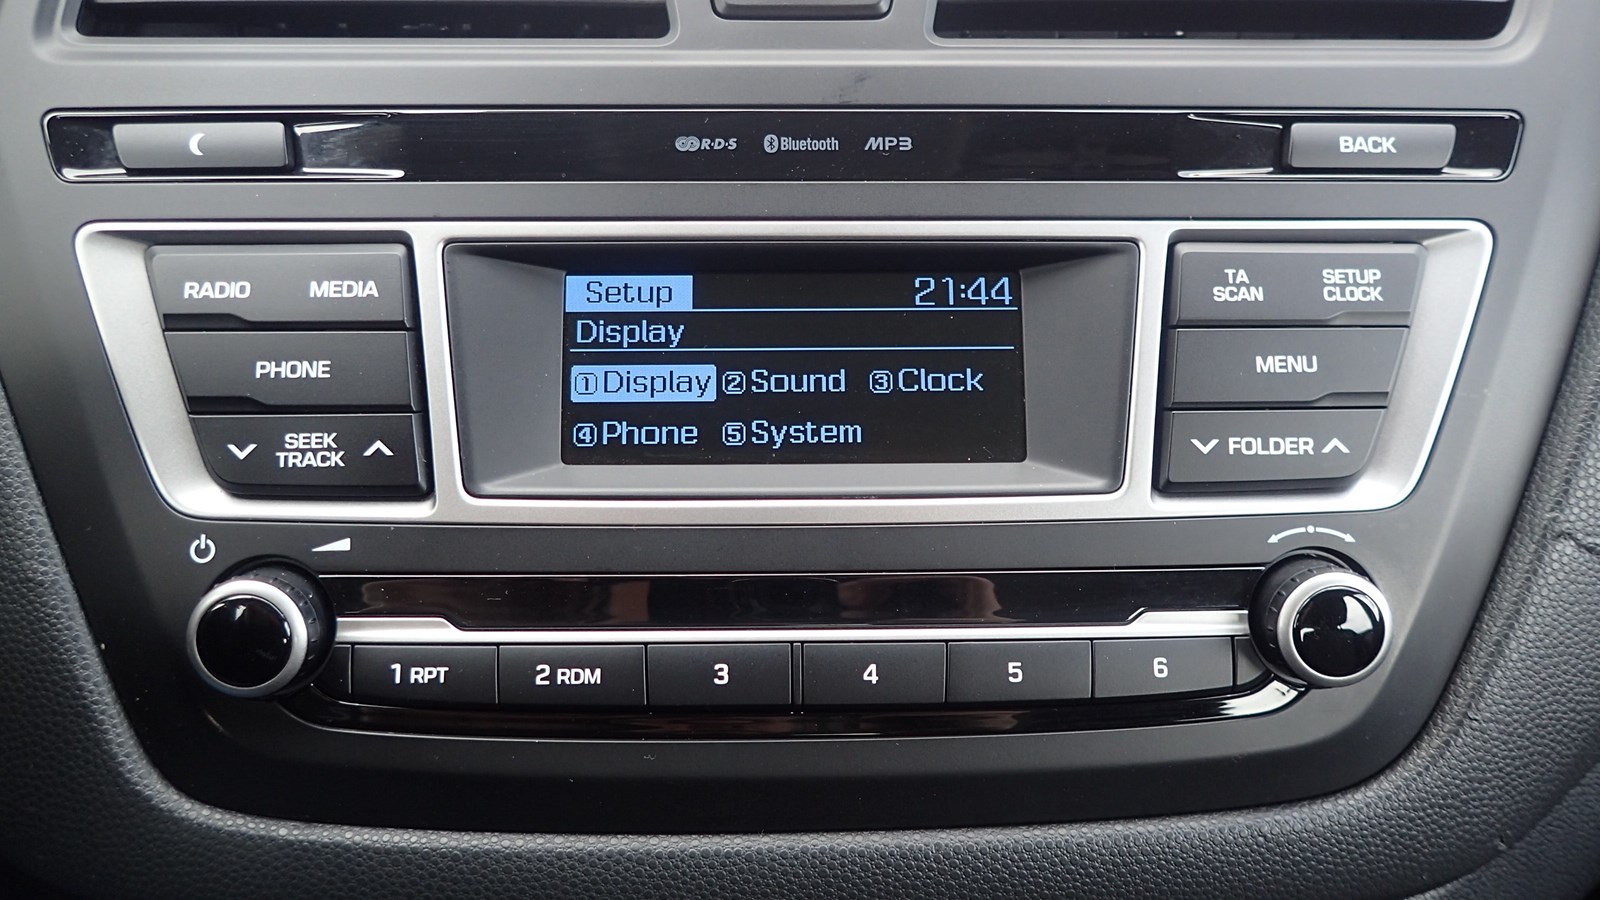 R·D·S Bluetooth MP3 BACK
RADIO MEDIA
PHONE
SEEK
TRACK
Setup 21:44
Display
①Display ②Sound ③Clock
④Phone ⑤System
TA
SCAN
SETUP
CLOCK
MENU
FOLDER
1 RPT 2 RDM 3 4 5 6